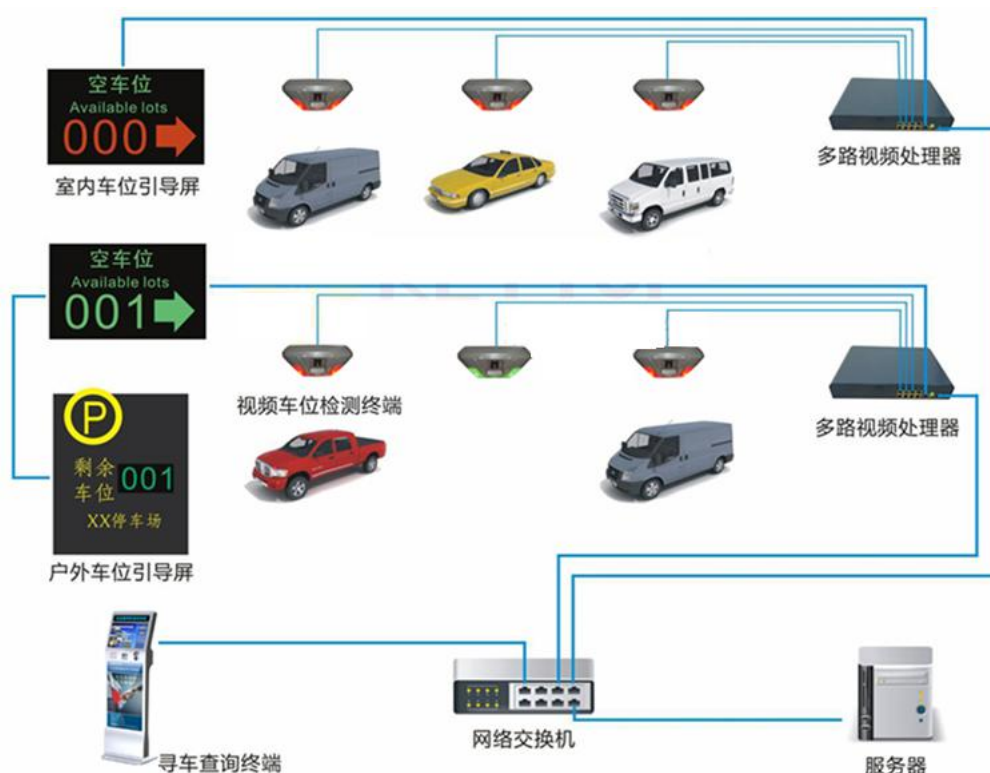 空车位
Available lots
000
室内车位引导屏
多路视频处理器
空车位
Available lots
001
视频车位检测终端
多路视频处理器
P
剩余
车位
001
XX停车场
户外车位引导屏
寻车查询终端
网络交换机
服务器